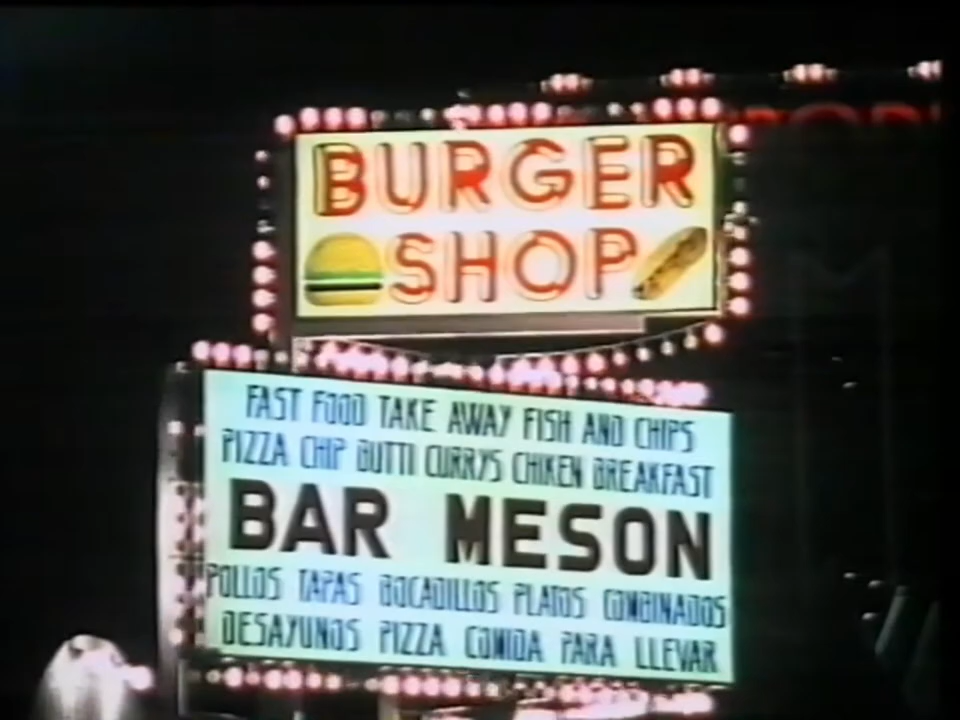 BURGER
SHOP
FAST FOOD TAKE AWAY FISH AND CHIPS
PIZZA CHIP BUTTI CURRYS CHIKEN BREAKFAST
BAR MESON
POLLOS TAPAS BOCADILLOS PLATOS COMBINADOS
DESAYUNOS PIZZA COMIDA PARA LLEVAR